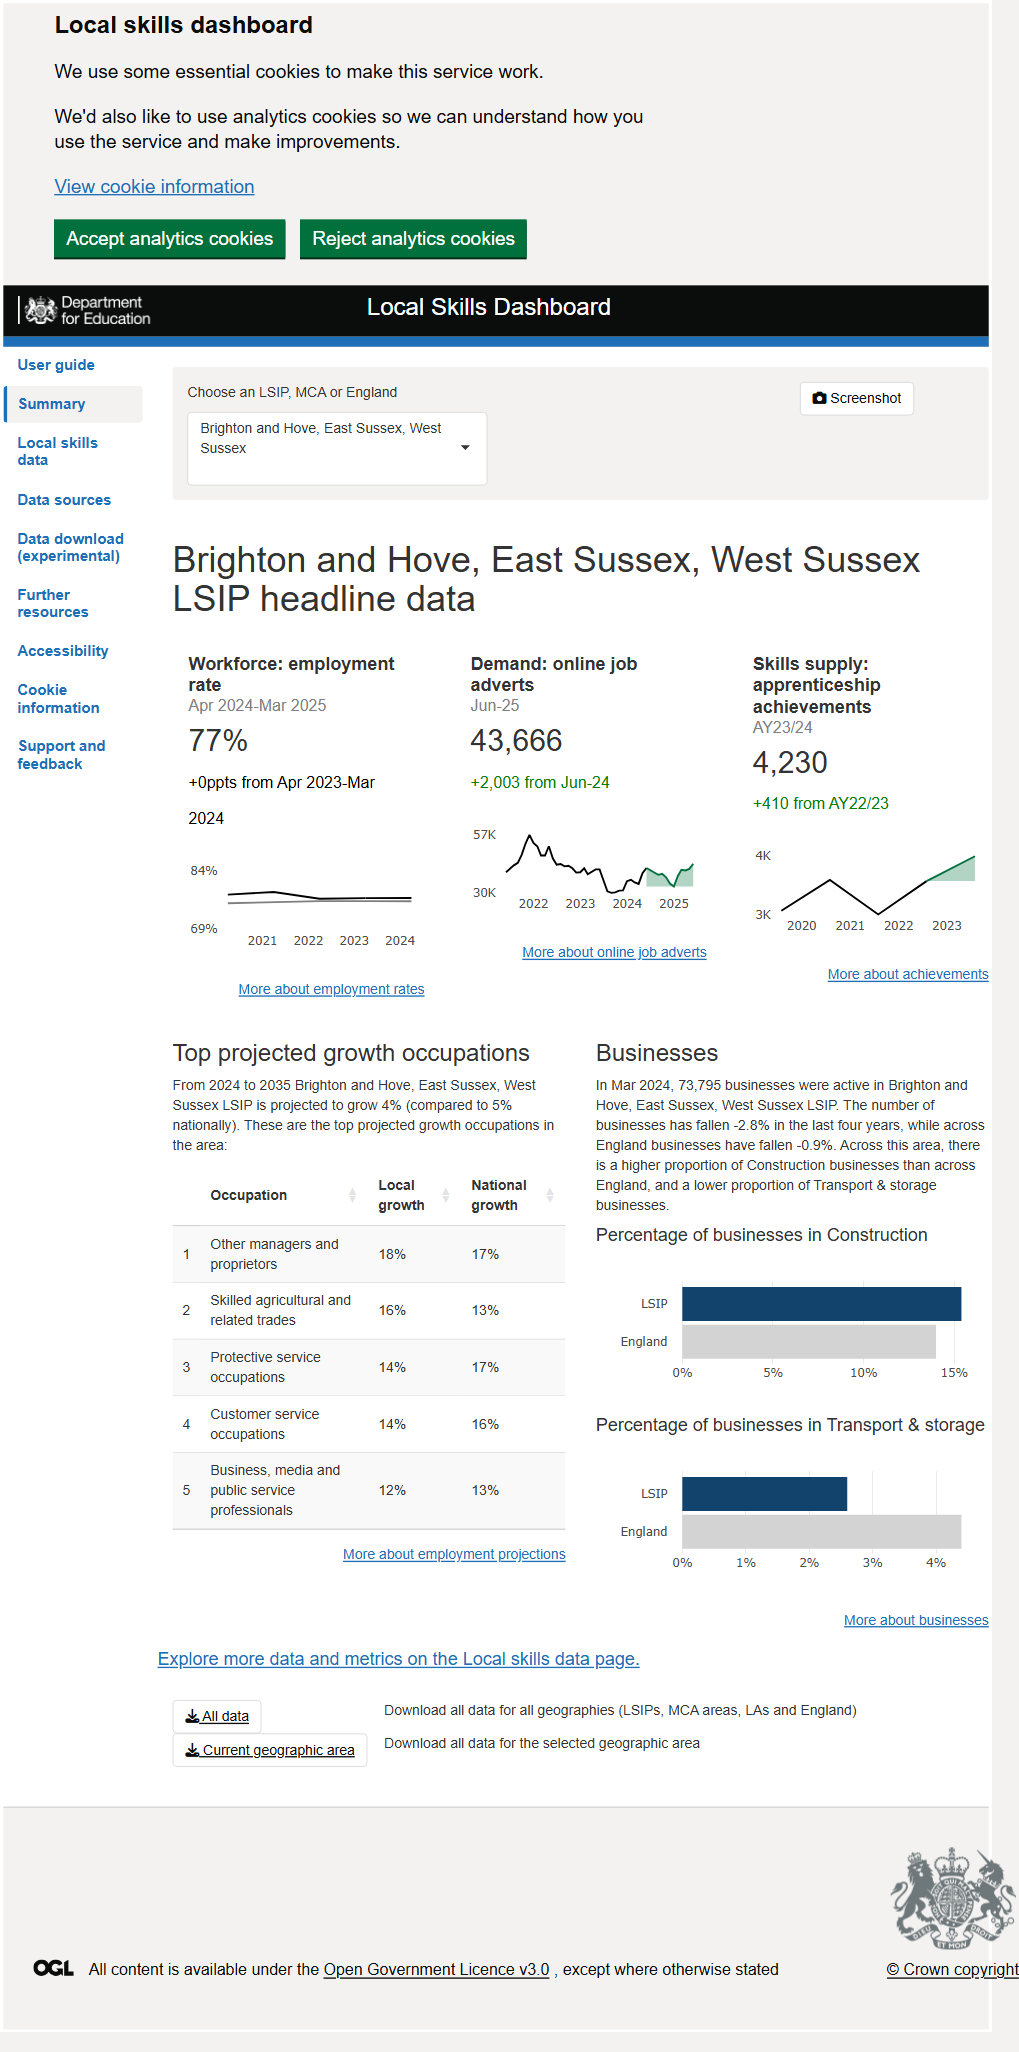 Local skills dashboard
We use some essential cookies to make this service work.
We'd also like to use analytics cookies so we can understand how you
use the service and make improvements.
View cookie information
Accept analytics cookies
Reject analytics cookies
Department
for Education
Local Skills Dashboard
User guide
Summary
Local skills
data
Data sources
Data download
(experimental)
Further
resources
Accessibility
Cookie
information
Support and
feedback
Choose an LSIP, MCA or England
Brighton and Hove, East Sussex, West
Sussex
Screenshot
Brighton and Hove, East Sussex, West Sussex
LSIP headline data
Workforce: employment
rate
Apr 2024-Mar 2025
77%
+0ppts from Apr 2023-Mar
2024
84%
69%
2021 2022 2023 2024
More about employment rates
Demand: online job
adverts
Jun-25
43,666
+2,003 from Jun-24
57K
30K
2022 2023 2024 2025
More about online job adverts
Skills supply:
apprenticeship
achievements
AY23/24
4,230
+410 from AY22/23
4K
3K
2020 2021 2022 2023
More about achievements
Top projected growth occupations
From 2024 to 2035 Brighton and Hove, East Sussex, West
Sussex LSIP is projected to grow 4% (compared to 5%
nationally). These are the top projected growth occupations in
the area:
Occupation
Local
growth
National
growth
1 Other managers and
proprietors 18% 17%
2 Skilled agricultural and
related trades 16% 13%
3 Protective service
occupations 14% 17%
4 Customer service
occupations 14% 16%
5 Business, media and
public service
professionals 12% 13%
More about employment projections
Businesses
In Mar 2024, 73,795 businesses were active in Brighton and
Hove, East Sussex, West Sussex LSIP. The number of
businesses has fallen -2.8% in the last four years, while across
England businesses have fallen -0.9%. Across this area, there
is a higher proportion of Construction businesses than across
England, and a lower proportion of Transport & storage
businesses.
Percentage of businesses in Construction
LSIP
England
0% 5% 10% 15%
Percentage of businesses in Transport & storage
LSIP
England
0% 1% 2% 3% 4%
More about businesses
Explore more data and metrics on the Local skills data page.
All data
Download all data for all geographies (LSIPs, MCA areas, LAs and England)
Current geographic area
Download all data for the selected geographic area
OGL All content is available under the Open Government Licence v3.0 , except where otherwise stated
© Crown copyright